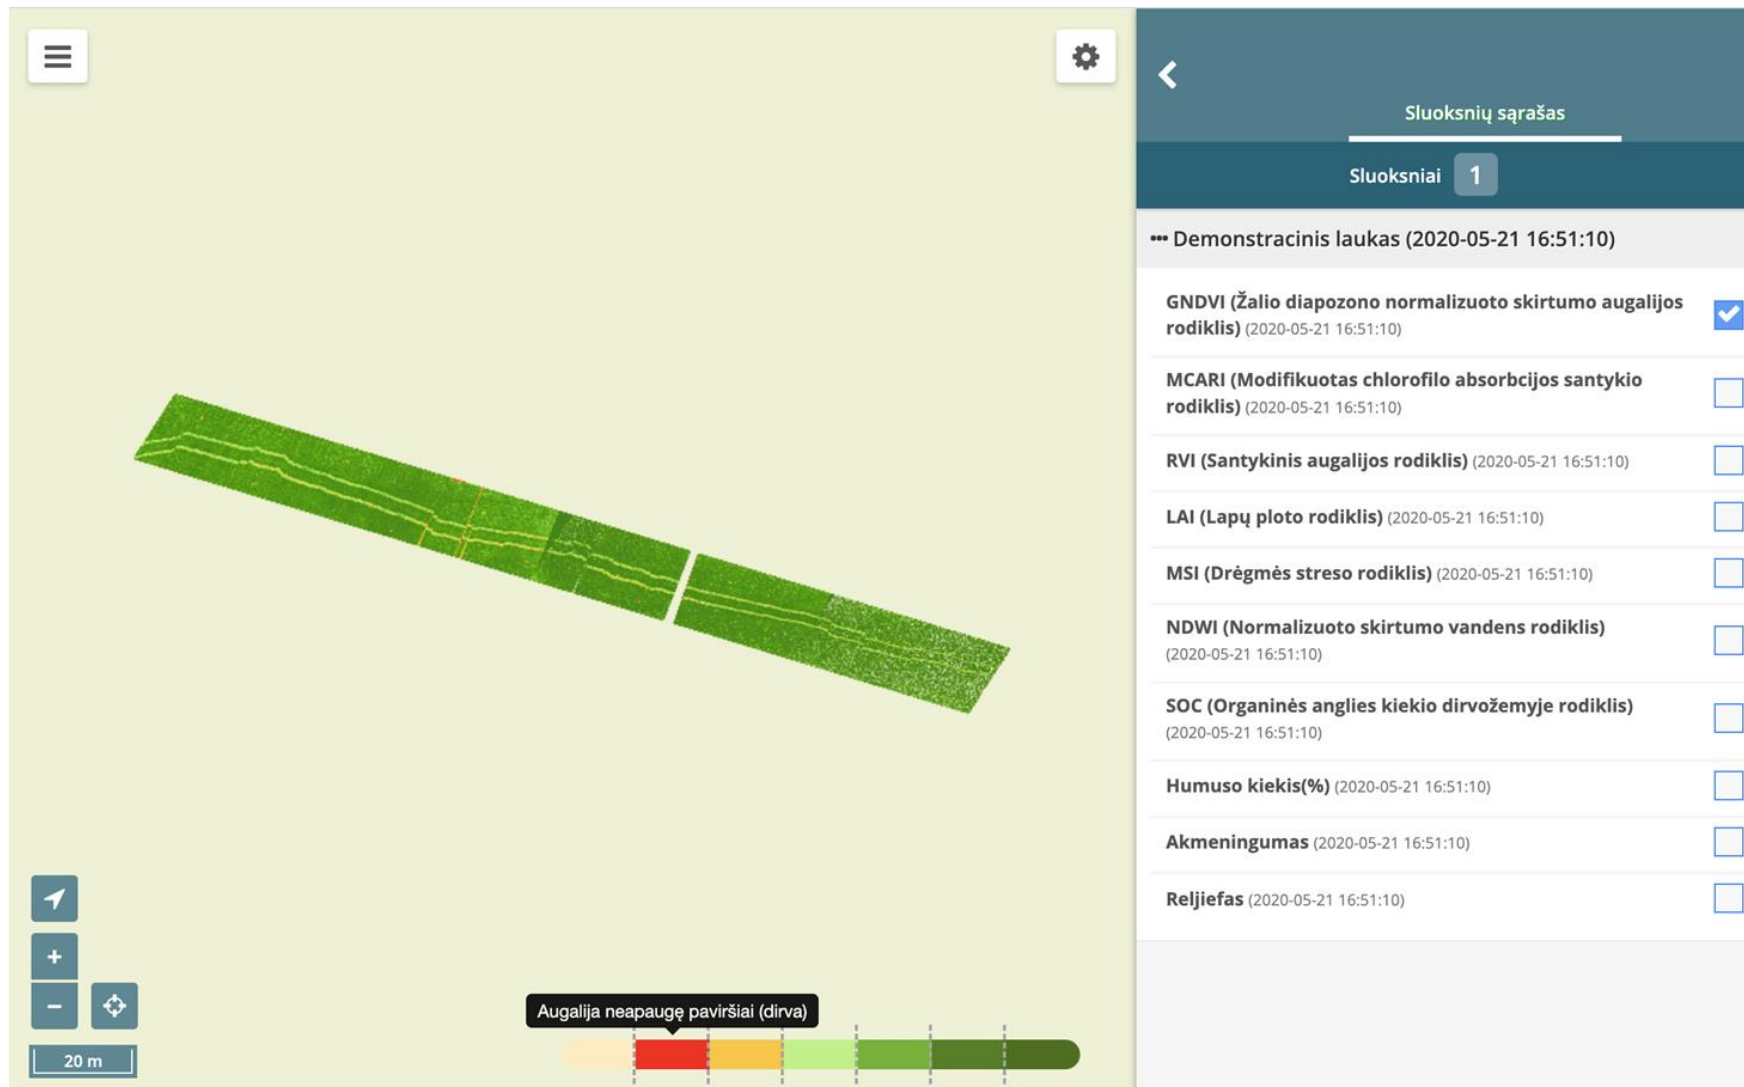 Sluoksnių sąrašas
Sluoksniai 1
Demonstracinis laukas (2020-05-21 16:51:10)
GNDVI (Žalio diapozono normalizuoto skirtumo augalijos
rodiklis) (2020-05-21 16:51:10)
MCARI (Modifikuotas chlorofilo absorbcijos santykio
rodiklis) (2020-05-21 16:51:10)
RVI (Santykinis augalijos rodiklis) (2020-05-21 16:51:10)
LAI (Lapų ploto rodiklis) (2020-05-21 16:51:10)
MSI (Drėgmės streso rodiklis) (2020-05-21 16:51:10)
NDWI (Normalizuoto skirtumo vandens rodiklis)
(2020-05-21 16:51:10)
SOC (Organinės anglies kiekio dirvožemyje rodiklis)
(2020-05-21 16:51:10)
Humuso kiekis(%) (2020-05-21 16:51:10)
Akmeningumas (2020-05-21 16:51:10)
Reljiefas (2020-05-21 16:51:10)
Augalija neapaugę paviršiai (dirva)
20 m